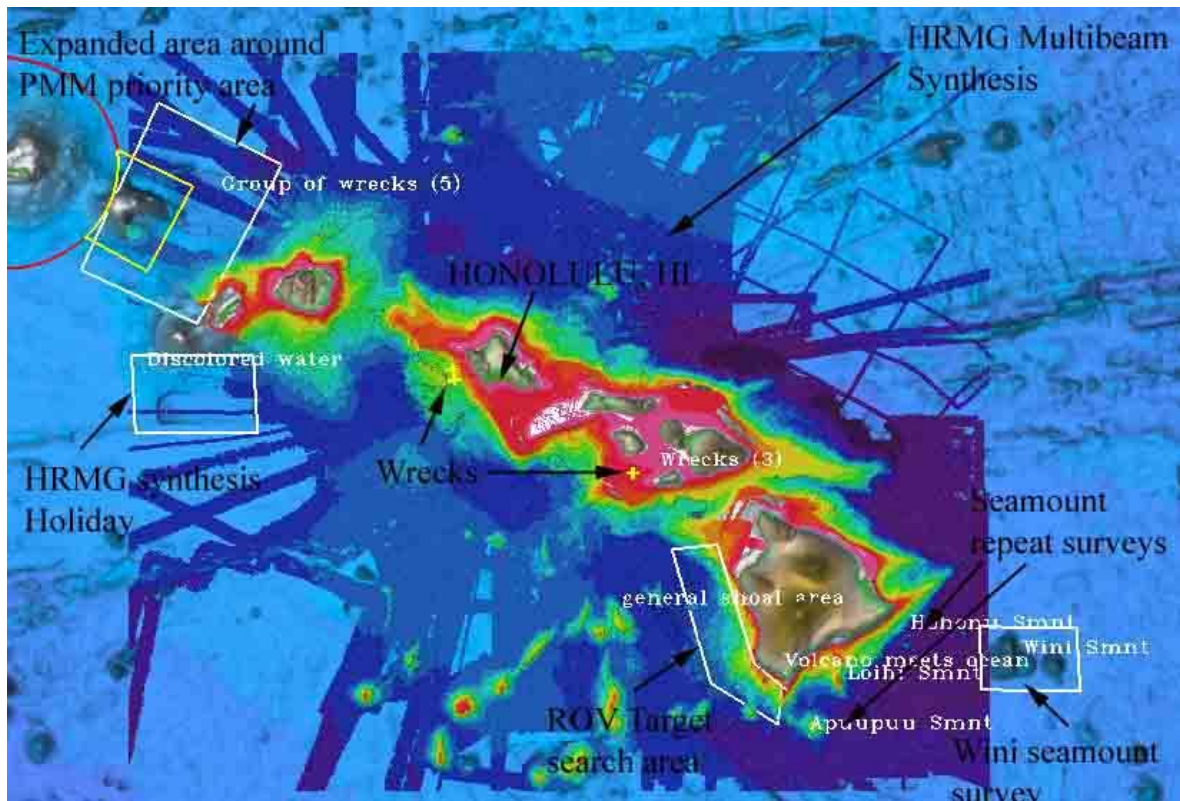 Expanded area around
PMM priority area
HRMG Multibeam
Synthesis
Group of wrecks (5)
HONOLULU, HI
Discolored water
HRMG synthesis
Holiday
Wrecks
Wrecks (3)
Seamount
repeat surveys
general shoal area
Hohonu Smnt
Wini Smnt
Volcano meets ocean
Loihi Smnt
Apuupuu Smnt
ROV Target
search area
Wini seamount
survey